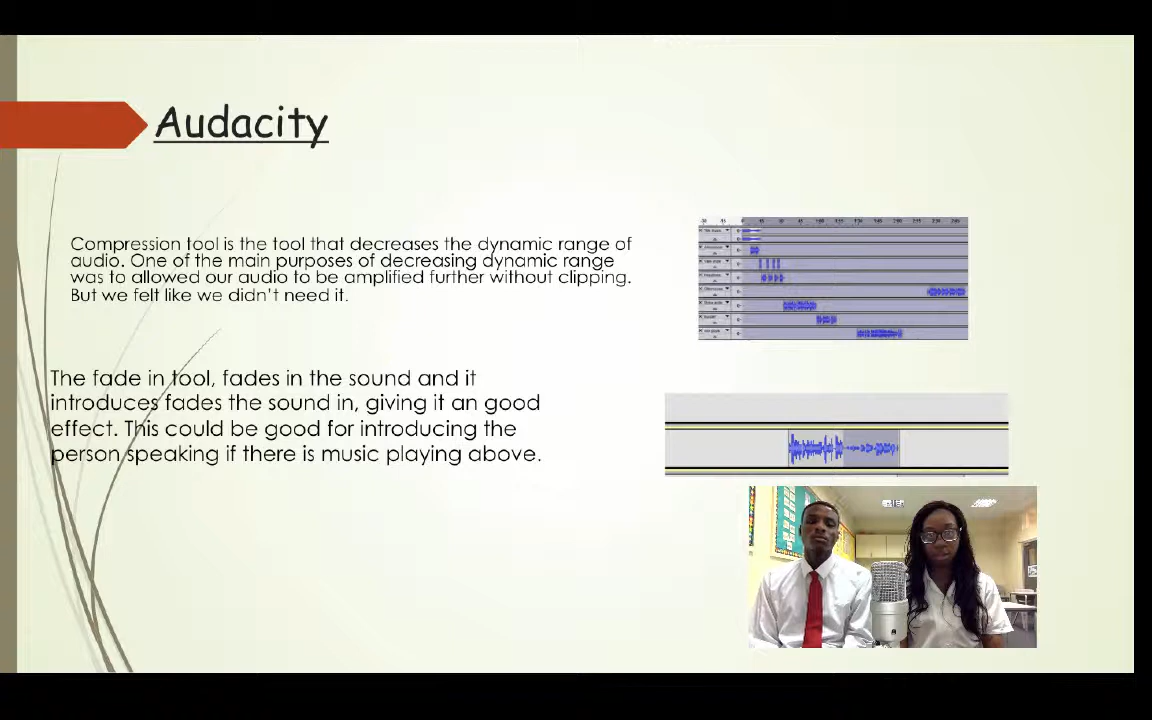 Audacity
Compression tool is the tool that decreases the dynamic range of
audio. One of the main purposes of decreasing dynamic range
was to allowed our audio to be amplified further without clipping.
But we felt like we didn't need it.
The fade in tool, fades in the sound and it
introduces fades the sound in, giving it an good
effect. This could be good for introducing the
person speaking if there is music playing above.